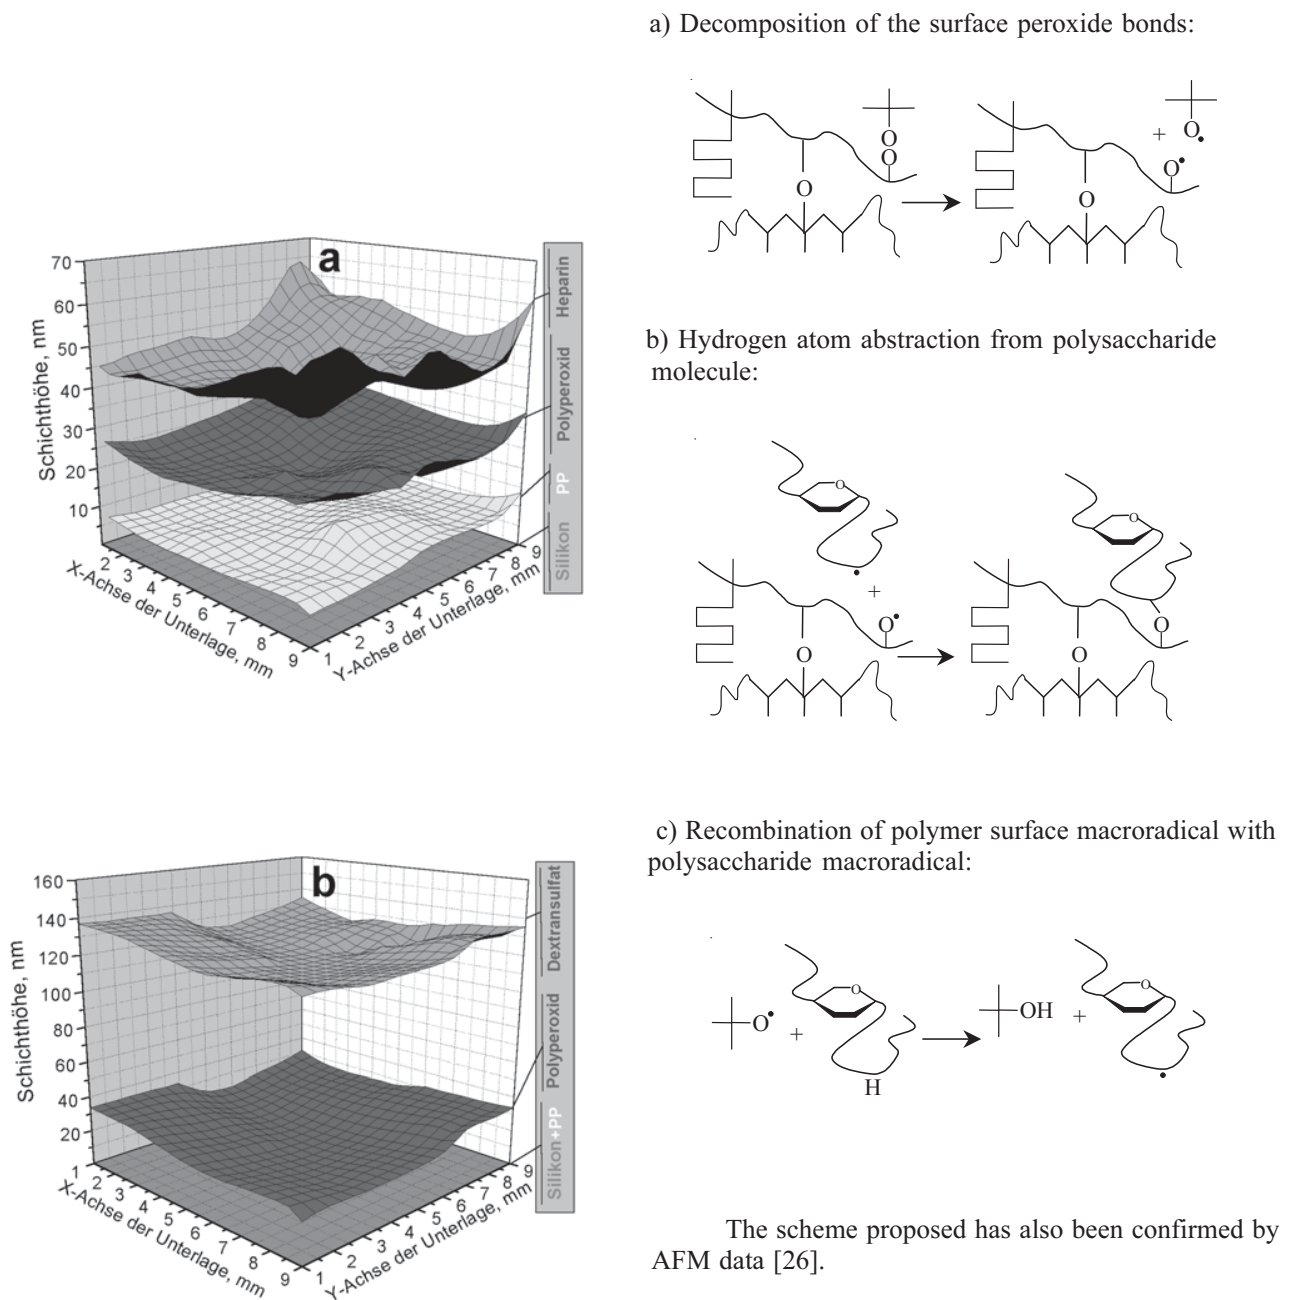 a
70
60
50
40
30
20
10
Schichthöhe, nm
2
3
4
5
6
7
8
9
X-Achse der Unterlage, mm
1
2
3
4
5
6
7
8
9
Y-Achse der Unterlage, mm
Heparin
Polyperoxid
PP
Silikon
b
160
140
120
100
80
60
40
20
Schichthöhe, nm
1
2
3
4
5
6
7
8
9
X-Achse der Unterlage, mm
1
2
3
4
5
6
7
8
9
Y-Achse der Unterlage, mm
Dextransulfat
Polyperoxid
Silikon+PP
a) Decomposition of the surface peroxide bonds:
O
O
O
+
O•
O•
O
b) Hydrogen atom abstraction from polysaccharide
molecule:
O
•
+
O•
O
O
O
O
c) Recombination of polymer surface macroradical with
polysaccharide macroradical:
O•
+
O
H
OH
+
O
•
The scheme proposed has also been confirmed by
AFM data [26].